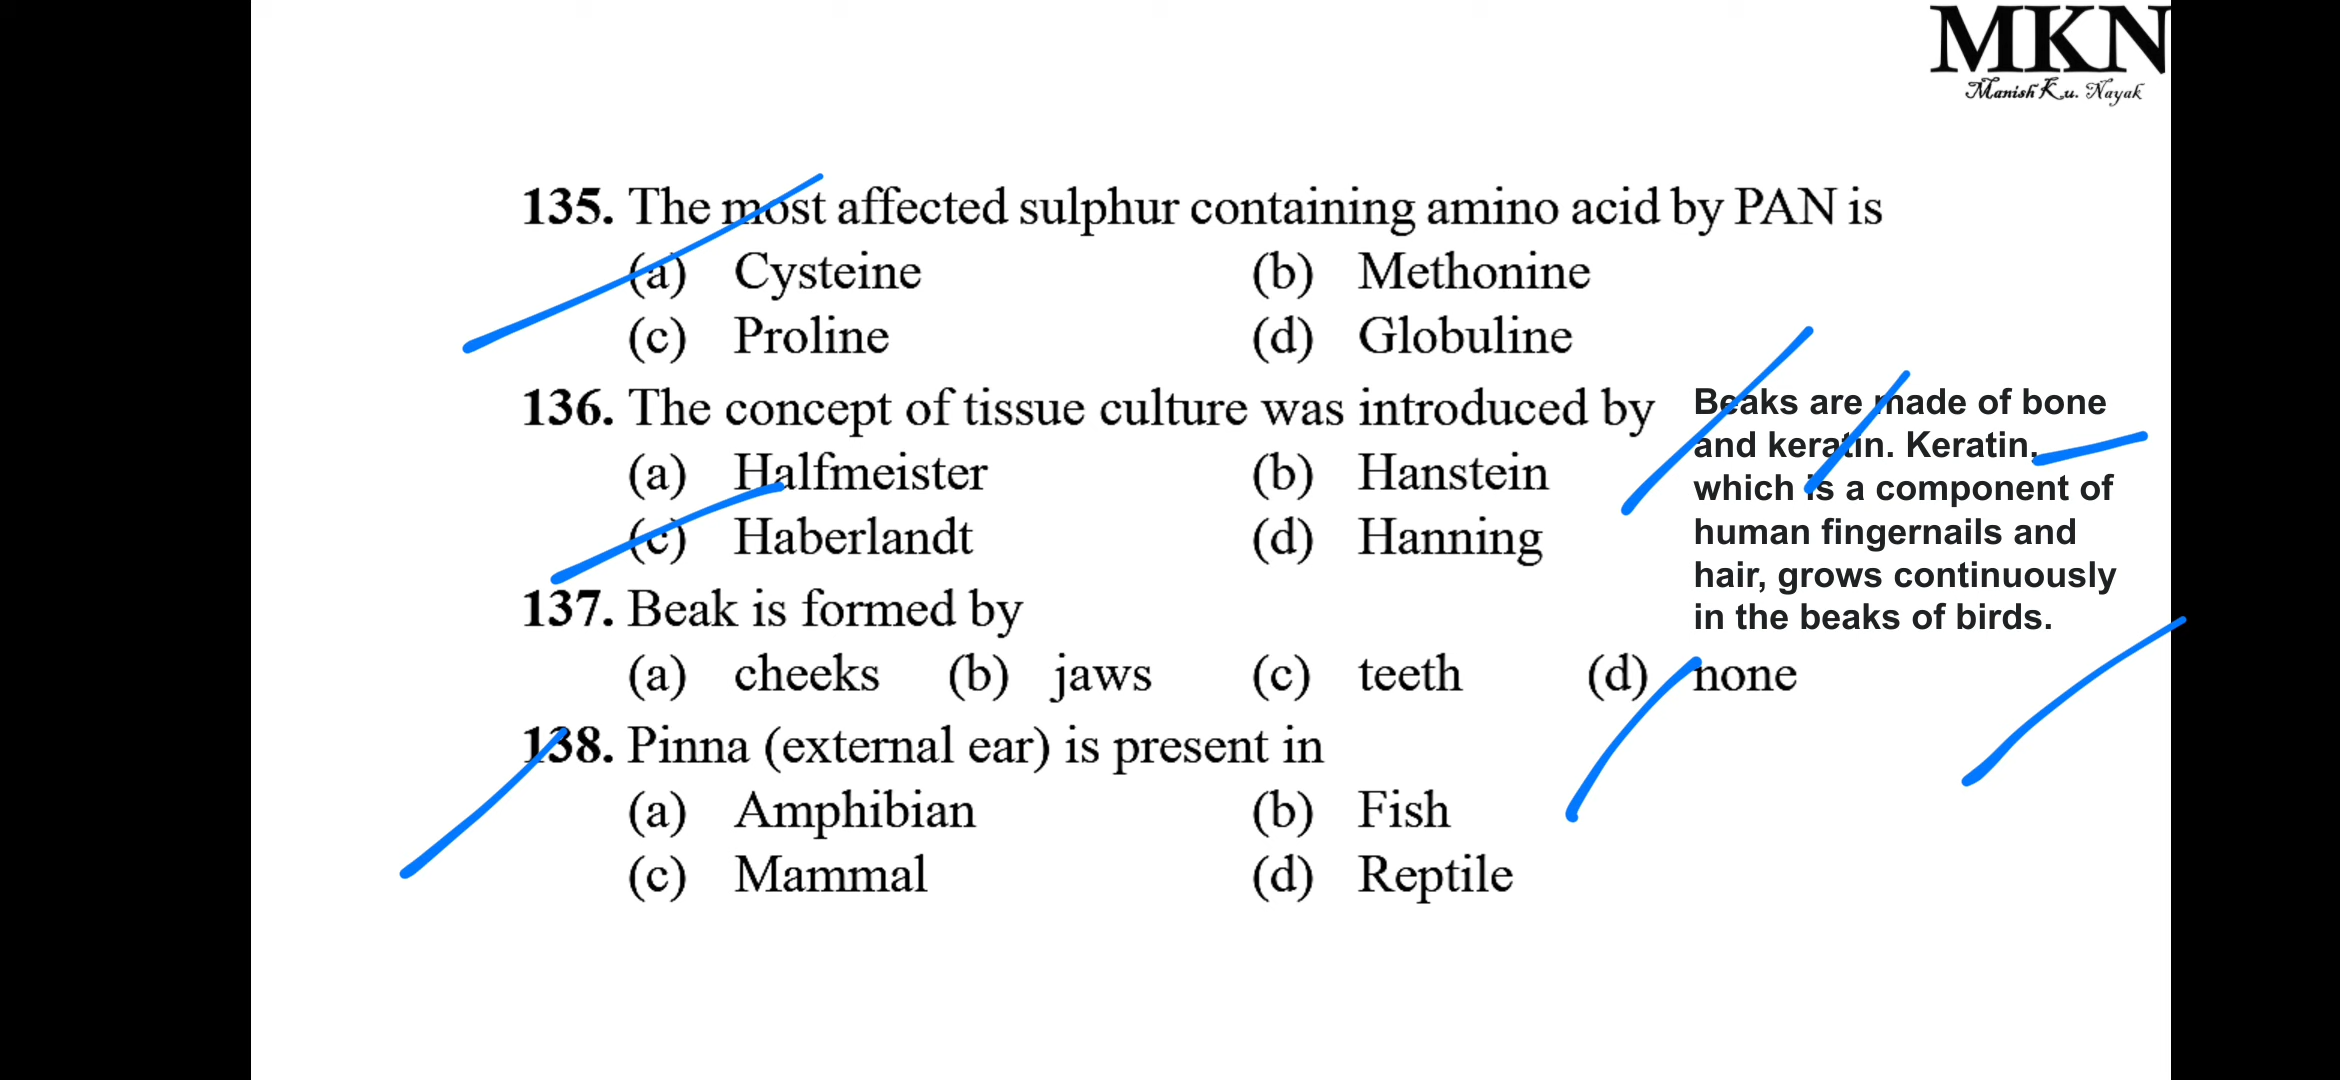 MKN
Manish Ku. Nayak
135. The most affected sulphur containing amino acid by PAN is
(a) Cysteine (b) Methonine
(c) Proline (d) Globuline
136. The concept of tissue culture was introduced by
(a) Halfmeister (b) Hanstein
(c) Haberlandt (d) Hanning
Beaks are made of bone
and keratin. Keratin,
which is a component of
human fingernails and
hair, grows continuously
in the beaks of birds.
137. Beak is formed by
(a) cheeks (b) jaws (c) teeth (d) none
138. Pinna (external ear) is present in
(a) Amphibian (b) Fish
(c) Mammal (d) Reptile